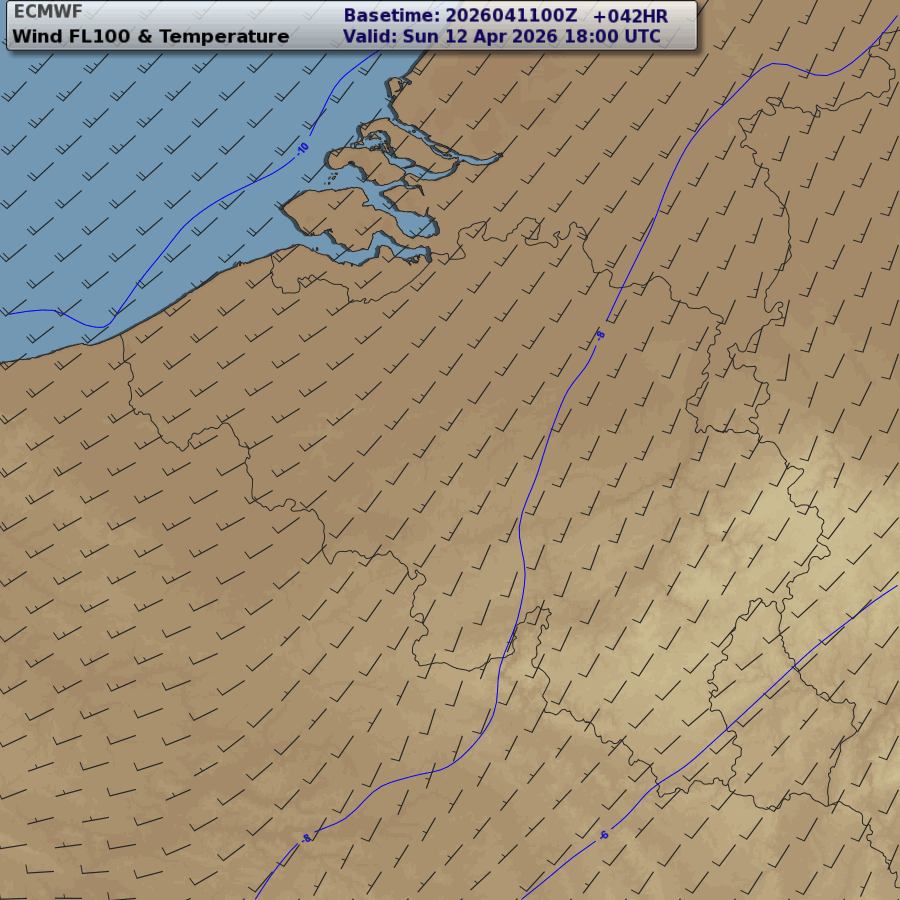 ECMWF
Wind FL100 & Temperature
Basetime: 2026041100Z +042HR
Valid: Sun 12 Apr 2026 18:00 UTC
-10
-8
-8
-6